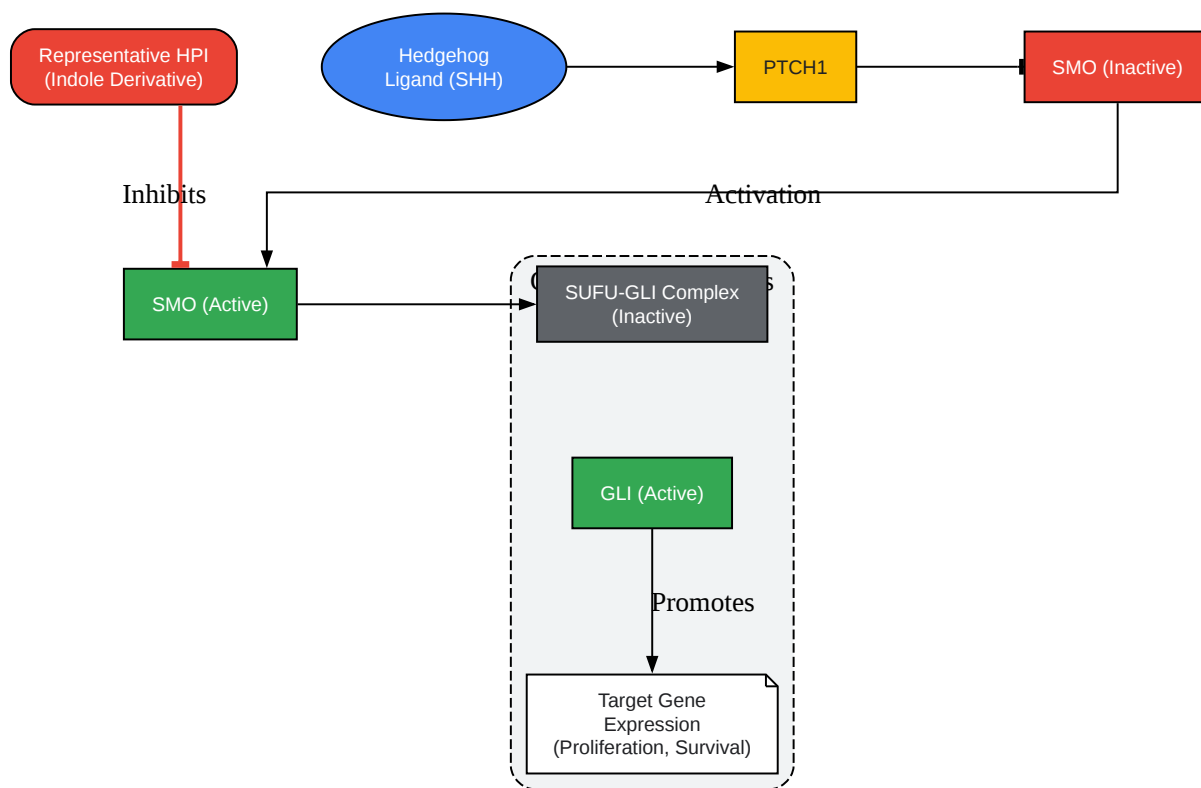 Representative HPI
(Indole Derivative)
Hedgehog
Ligand (SHH)
PTCH1
SMO (Inactive)
Inhibits
Activation
SMO (Active)
SUFU-GLI Complex
(Inactive)
GLI (Active)
Promotes
Target Gene
Expression
(Proliferation, Survival)